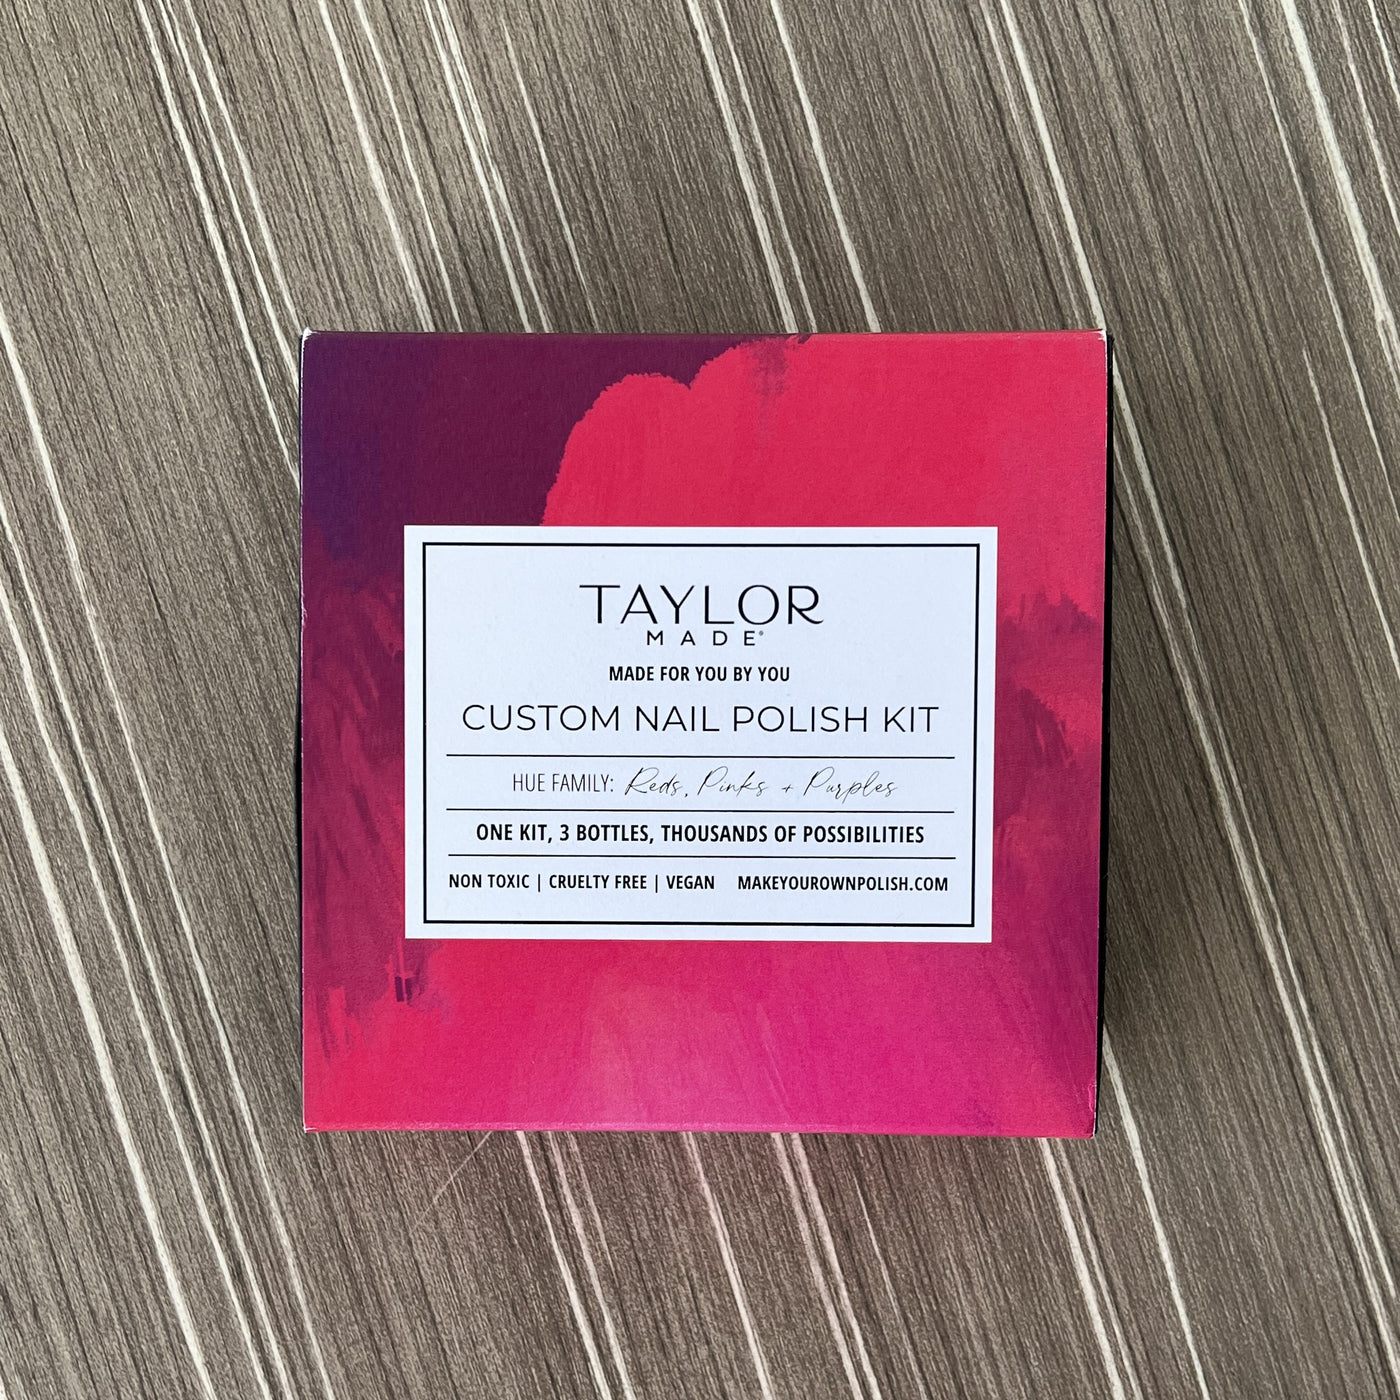 TAYLOR
MADE®
MADE FOR YOU BY YOU
CUSTOM NAIL POLISH KIT
HUE FAMILY: Reds, Pinks + Purples
ONE KIT, 3 BOTTLES, THOUSANDS OF POSSIBILITIES
NON TOXIC | CRUELTY FREE | VEGAN MAKEYOUROWNPOLISH.COM